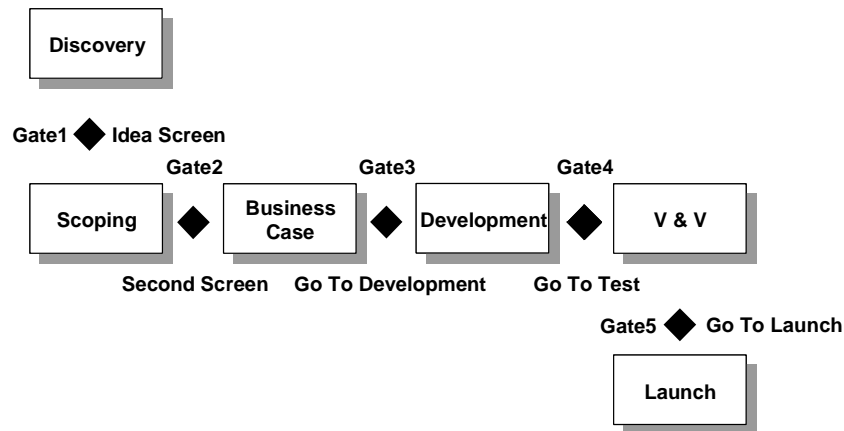 Discovery
Gate1 Idea Screen
Gate2 Gate3 Gate4
Scoping
Business
Case
Development
V & V
Second Screen Go To Development Go To Test
Gate5 Go To Launch
Launch